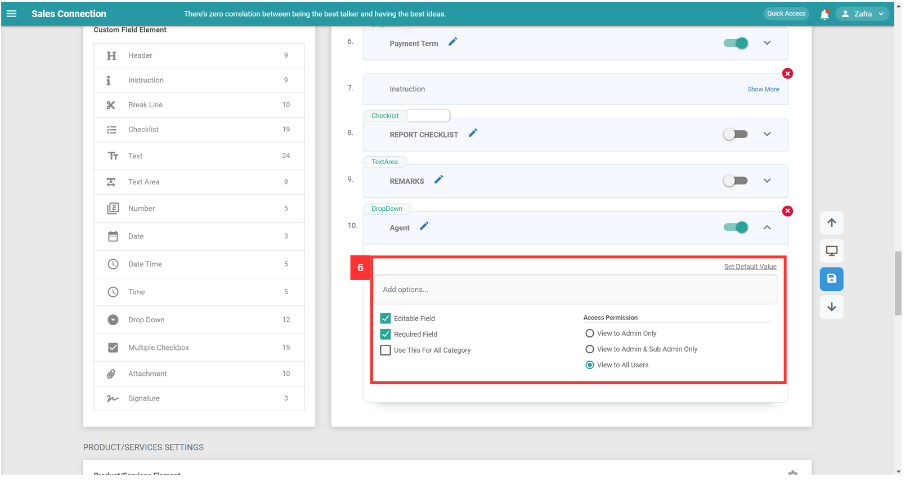 Sales Connection
There's zero correlation between being the best talker and having the best ideas.
Quick Access
Zafra
Custom Field Element
Header 9
Instruction 9
Break Line 10
Checklist 19
Text 24
Text Area 9
Number 5
Date 3
Date Time 5
Time 5
Drop Down 12
Multiple Checkbox 16
Attachment 10
Signature 3
6. Payment Term
7. Instruction Show More
Checklist
8. REPORT CHECKLIST
TextArea
9. REMARKS
DropDown
10. Agent
6
Set Default Value
Add options...
Editable Field
Required Field
Use This For All Category
Access Permission
View to Admin Only
View to Admin & Sub Admin Only
View to All Users
PRODUCT/SERVICES SETTINGS
Product/Services Element